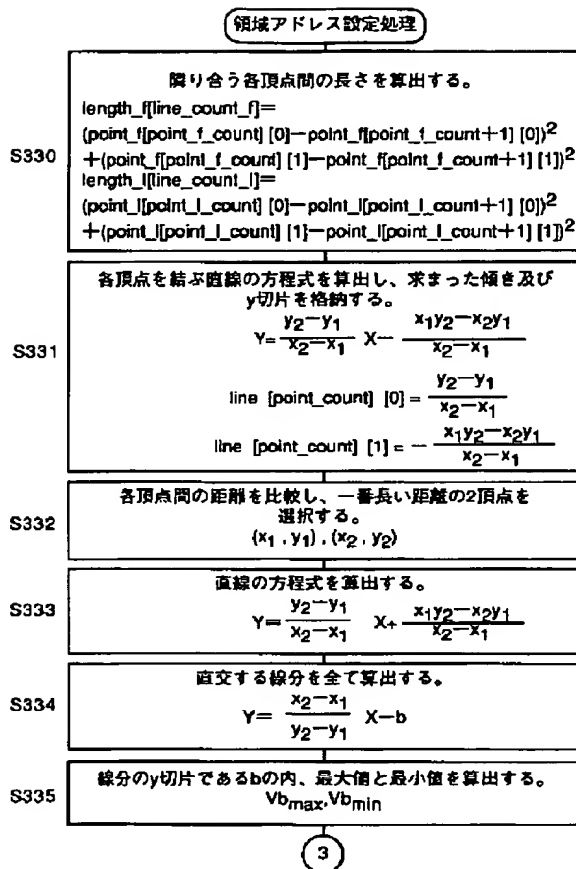 領域アドレス設定処理
S330
隣り合う各頂点間の長さを算出する。
length_f[line_count_f]=
(point_f[point_f_count] [0]−point_f[point_f_count+1] [0])²
+(point_f[point_f_count] [1]−point_f[point_f_count+1] [1])²
length_l[line_count_l]=
(point_l[point_l_count] [0]−point_l[point_l_count+1] [0])²
+(point_l[point_l_count] [1]−point_l[point_l_count+1] [1])²
S331
各頂点を結ぶ直線の方程式を算出し、求まった傾き及び
y切片を格納する。
Y=(y₂−y₁)/(x₂−x₁) X−(x₁y₂−x₂y₁)/(x₂−x₁)
line [point_count] [0] = (y₂−y₁)/(x₂−x₁)
line [point_count] [1] = −(x₁y₂−x₂y₁)/(x₂−x₁)
S332
各頂点間の距離を比較し、一番長い距離の2頂点を
選択する。
(x₁ , y₁) , (x₂ , y₂)
S333
直線の方程式を算出する。
Y=(y₂−y₁)/(x₂−x₁) X+(x₁y₂−x₂y₁)/(x₂−x₁)
S334
直交する線分を全て算出する。
Y= (x₂−x₁)/(y₂−y₁) X−b
S335
線分のy切片であるbの内、最大値と最小値を算出する。
Vbmax,Vbmin
3